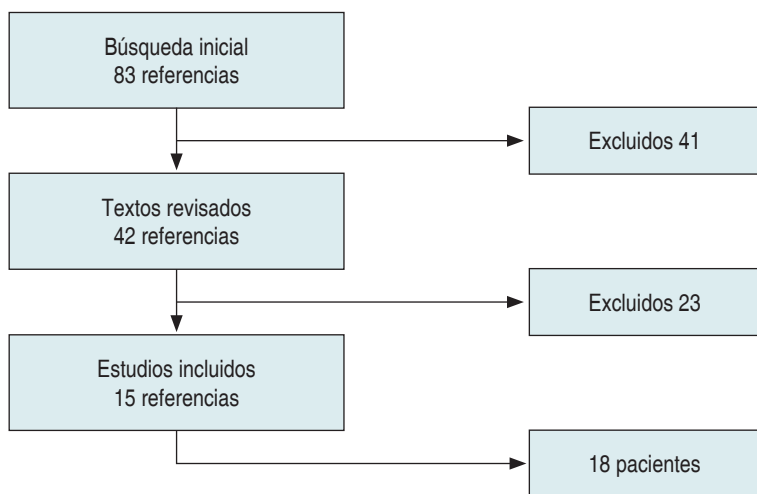 Búsqueda inicial
83 referencias
Excluidos 41
Textos revisados
42 referencias
Excluidos 23
Estudios incluidos
15 referencias
18 pacientes